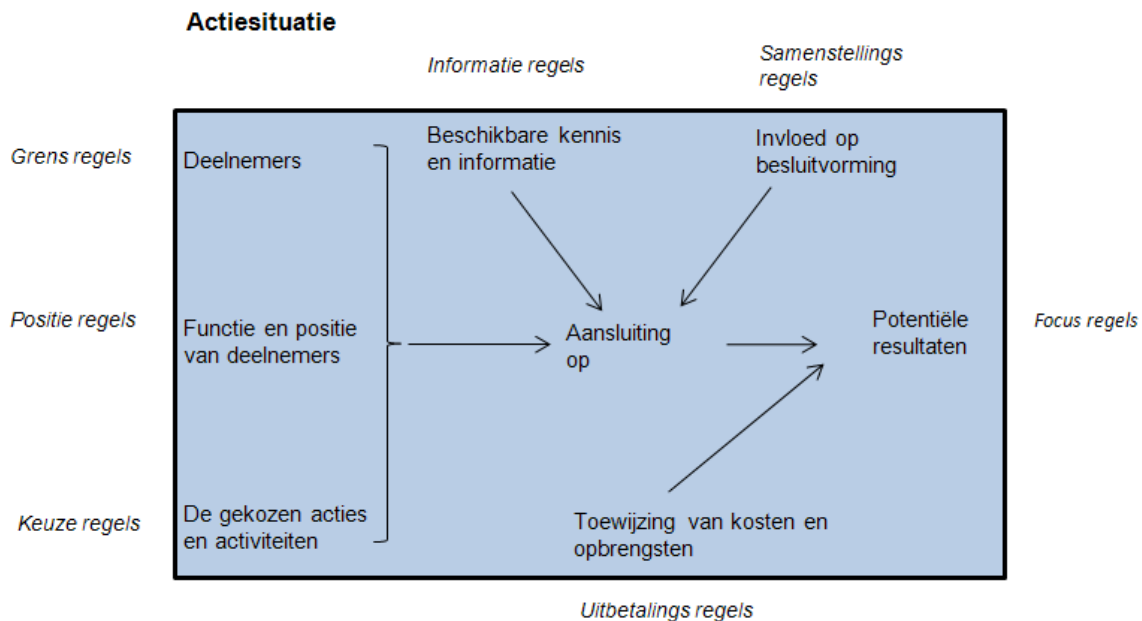 Actiesituatie
Informatie regels
Samenstellings
regels
Grens regels
Deelnemers
Beschikbare kennis
en informatie
Invloed op
besluitvorming
Positie regels
Functie en positie
van deelnemers
Aansluiting
op
Potentiële
resultaten
Focus regels
Keuze regels
De gekozen acties
en activiteiten
Toewijzing van kosten en
opbrengsten
Uitbetalings regels